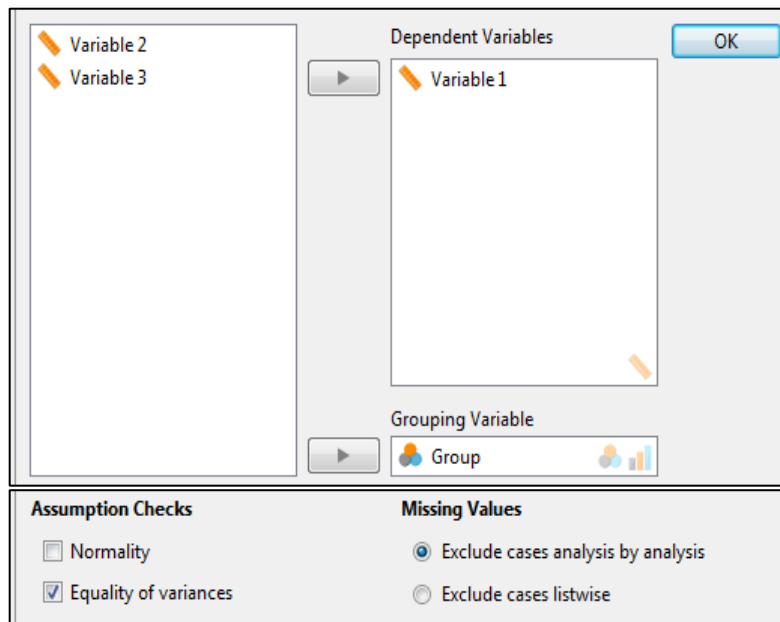 Variable 2
Variable 3
Dependent Variables
Variable 1
OK
Grouping Variable
Group
Assumption Checks
Normality
Equality of variances
Missing Values
Exclude cases analysis by analysis
Exclude cases listwise